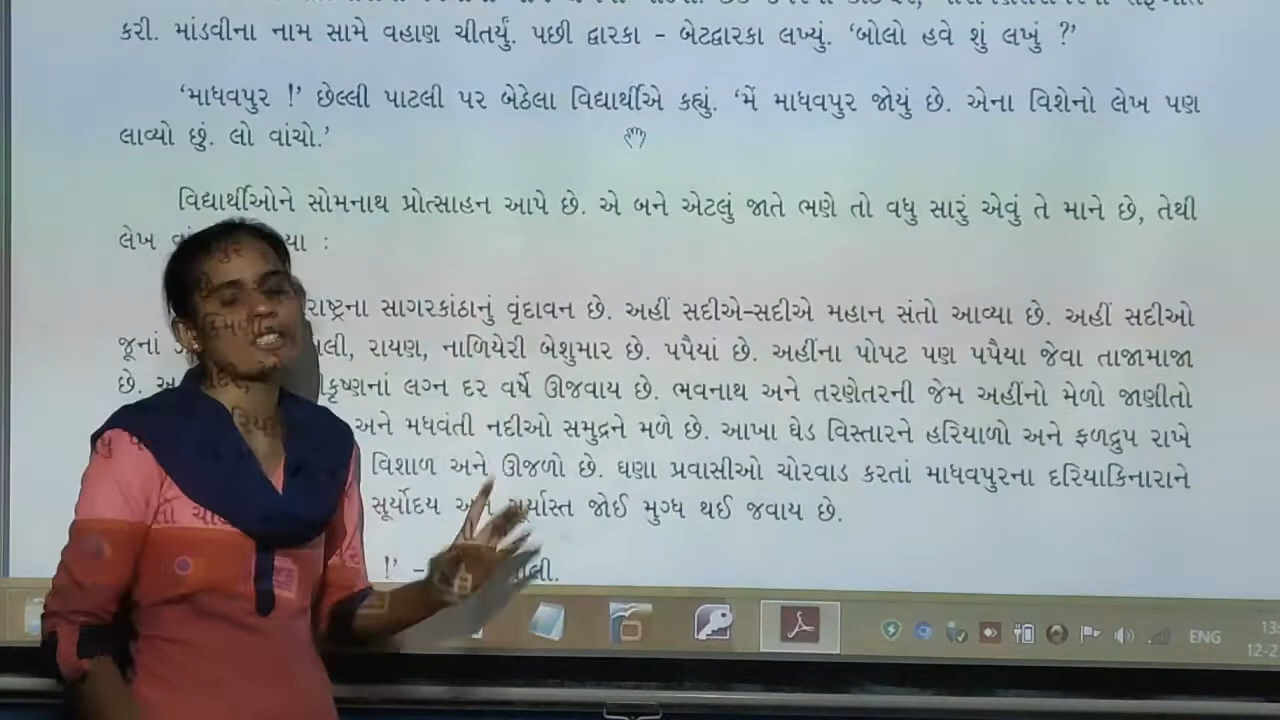 કરી. માંડવીના નામ સામે વહાણ ચીતર્યું. પછી દ્વારકા – બેટદ્વારકા લખ્યું. ‘બોલો હવે શું લખું ?’
‘માધવપુર !’ છેલ્લી પાટલી પર બેઠેલા વિદ્યાર્થીએ કહ્યું. ‘મેં માધવપુર જોયું છે. એના વિશેનો લેખ પણ
લાવ્યો છું. લો વાંચો.’
વિદ્યાર્થીઓને સોમનાથ પ્રોત્સાહન આપે છે. એ બને એટલું જાતે ભણે તો વધુ સારું એવું તે માને છે, તેથી
લેખ :
સાગરકાંઠાનું વૃંદાવન છે. અહીં સદીએ-સદીએ મહાન સંતો આવ્યા છે. અહીં સદીઓ
જૂનાં રાયણ, નાળિયેરી બેશુમાર છે. પપૈયાં છે. અહીંના પોપટ પણ પપૈયા જેવા તાજામાજા
છે. લગ્ન દર વર્ષે ઊજવાય છે. ભવનાથ અને તરણેતરની જેમ અહીંનો મેળો જાણીતો
અને મધવંતી નદીઓ સમુદ્રને મળે છે. આખા ઘેડ વિસ્તારને હરિયાળો અને ફળદ્રુપ રાખે
વિશાળ અને ઊજળો છે. ઘણા પ્રવાસીઓ ચોરવાડ કરતાં માધવપુરના દરિયાકિનારાને
સૂર્યોદય અને સૂર્યાસ્ત જોઈ મુગ્ધ થઈ જવાય છે.
!’ –
ENG